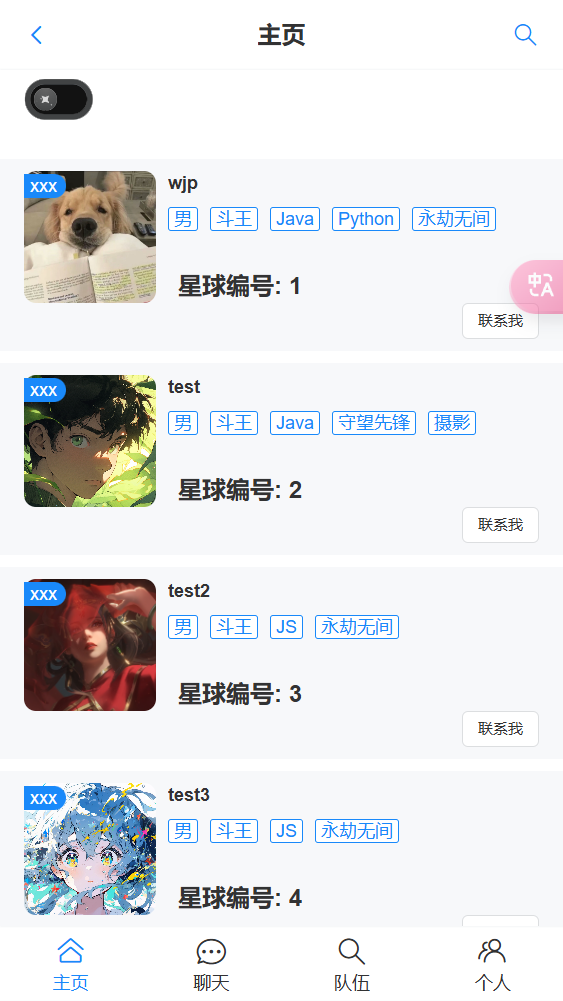 主页
XXX
wjp
男 斗王 Java Python 永劫无间
星球编号: 1
中A
联系我
XXX
test
男 斗王 Java 守望先锋 摄影
星球编号: 2
联系我
XXX
test2
男 斗王 JS 永劫无间
星球编号: 3
联系我
XXX
test3
男 斗王 JS 永劫无间
星球编号: 4
主页 聊天 队伍 个人